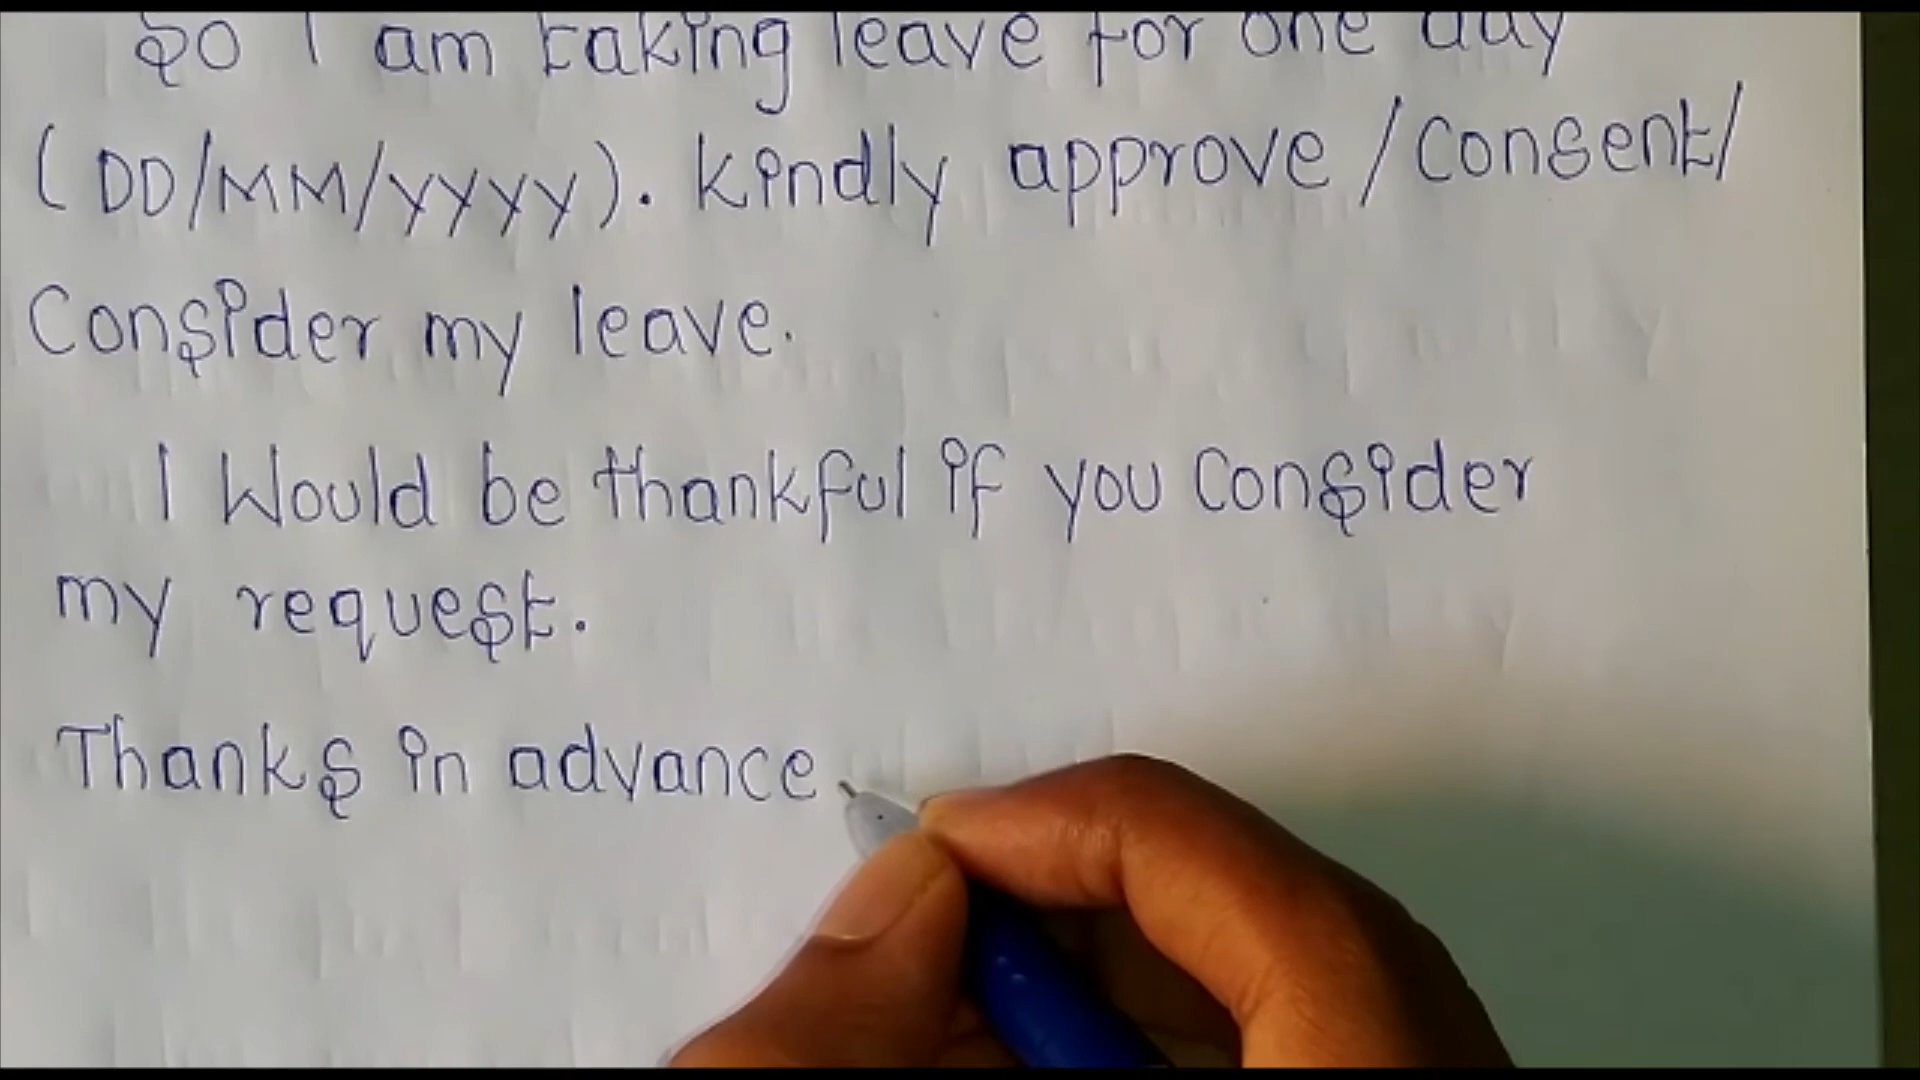 So I am taking leave for one day
(DD/MM/YYYY). Kindly approve/Consent/
Consider my leave.
I Would be thankful if you Consider
my request.
Thanks in advance